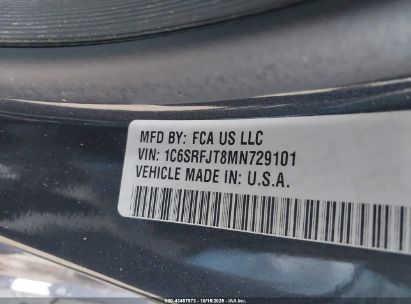 MFD BY: FCA US LLC
VIN: 1C6SRFJT8MN729101
VEHICLE MADE IN: U.S.A.